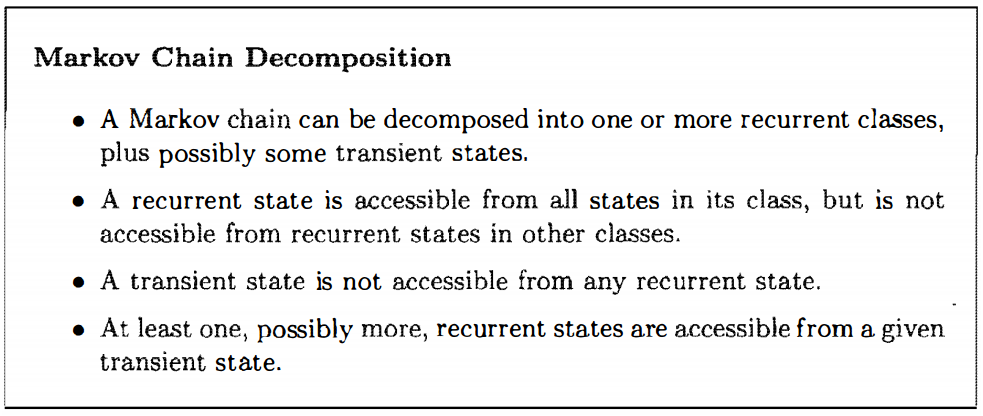 Markov Chain Decomposition
• A Markov chain can be decomposed into one or more recurrent classes,
plus possibly some transient states.
• A recurrent state is accessible from all states in its class, but is not
accessible from recurrent states in other classes.
• A transient state is not accessible from any recurrent state.
• At least one, possibly more, recurrent states are accessible from a given
transient state.